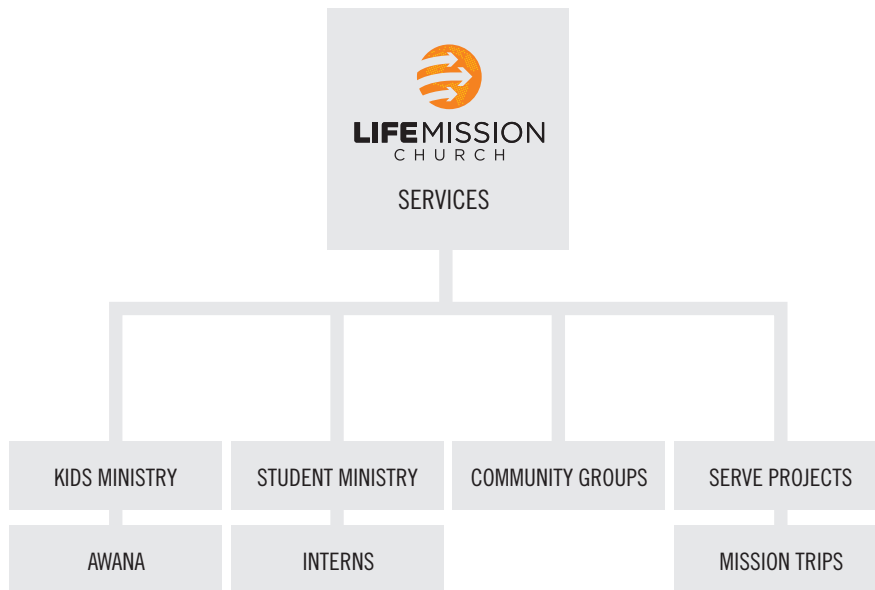 LIFEMISSION
CHURCH
SERVICES
KIDS MINISTRY
STUDENT MINISTRY
COMMUNITY GROUPS
SERVE PROJECTS
AWANA
INTERNS
MISSION TRIPS